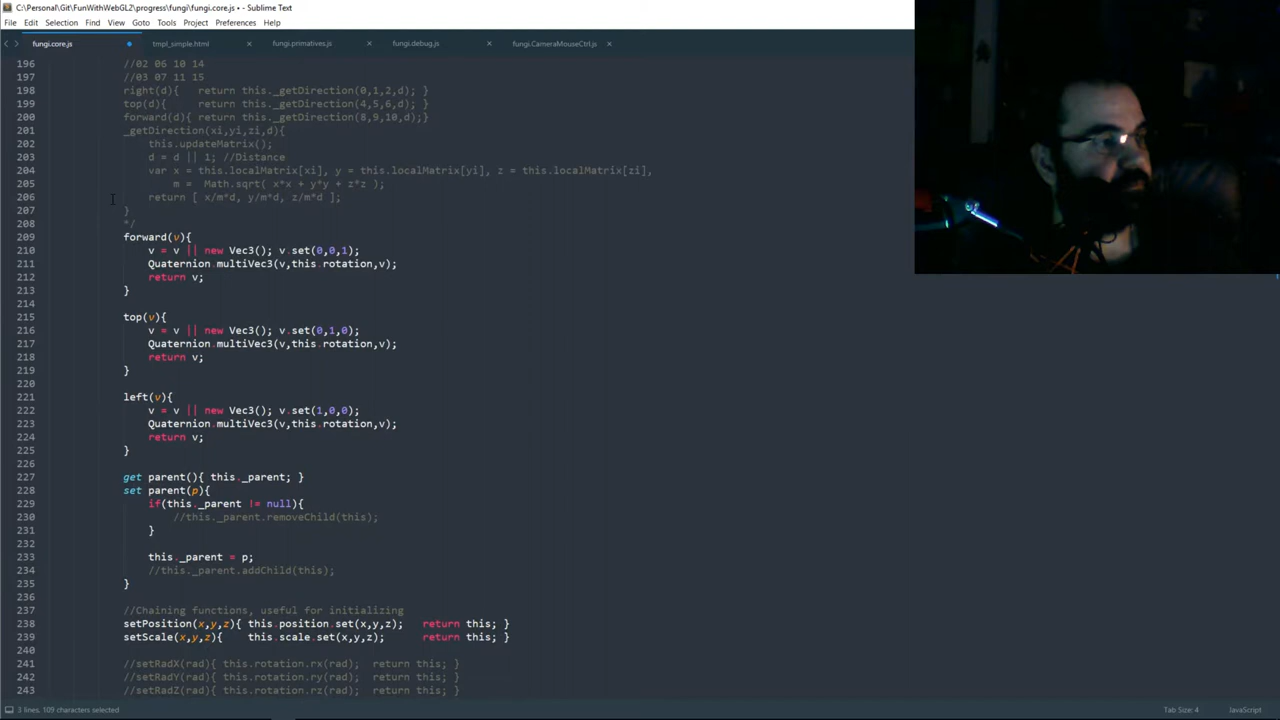 C:\Personal\Git\FunWithWebGL2\progress\fungi\fungi.core.js • - Sublime Text
File Edit Selection Find View Goto Tools Project Preferences Help
fungi.core.js tmpl_simple.html fungi.primatives.js fungi.debug.js fungi.CameraMouseCtrl.js
196 //02 06 10 14
197 //03 07 11 15
198 right(d){ return this._getDirection(0,1,2,d); }
199 top(d){ return this._getDirection(4,5,6,d); }
200 forward(d){ return this._getDirection(8,9,10,d);}
201 _getDirection(xi,yi,zi,d){
202 this.updateMatrix();
203 d = d || 1; //Distance
204 var x = this.localMatrix[xi], y = this.localMatrix[yi], z = this.localMatrix[zi],
205 m = Math.sqrt( x*x + y*y + z*z );
206 return [ x/m*d, y/m*d, z/m*d ];
207 }
208 */
209 forward(v){
210 v = v || new Vec3(); v.set(0,0,1);
211 Quaternion.multiVec3(v,this.rotation,v);
212 return v;
213 }
214
215 top(v){
216 v = v || new Vec3(); v.set(0,1,0);
217 Quaternion.multiVec3(v,this.rotation,v);
218 return v;
219 }
220
221 left(v){
222 v = v || new Vec3(); v.set(1,0,0);
223 Quaternion.multiVec3(v,this.rotation,v);
224 return v;
225 }
226
227 get parent(){ this._parent; }
228 set parent(p){
229 if(this._parent != null){
230 //this._parent.removeChild(this);
231 }
232
233 this._parent = p;
234 //this._parent.addChild(this);
235 }
236
237 //Chaining functions, useful for initializing
238 setPosition(x,y,z){ this.position.set(x,y,z); return this; }
239 setScale(x,y,z){ this.scale.set(x,y,z); return this; }
240
241 //setRadX(rad){ this.rotation.rx(rad); return this; }
242 //setRadY(rad){ this.rotation.ry(rad); return this; }
243 //setRadZ(rad){ this.rotation.rz(rad); return this; }
3 lines, 109 characters selected Tab Size: 4 JavaScript